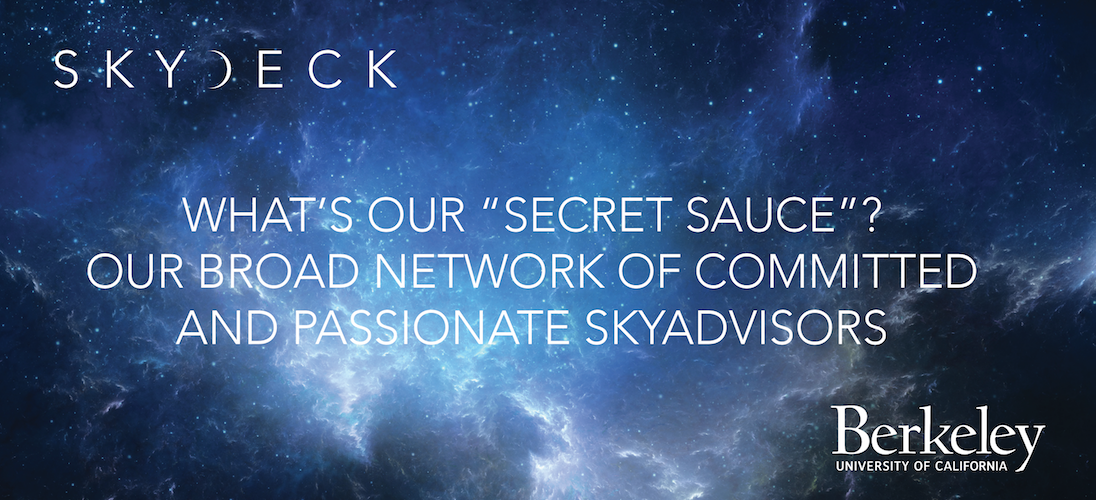 SKYDECK
WHAT'S OUR “SECRET SAUCE”?
OUR BROAD NETWORK OF COMMITTED
AND PASSIONATE SKYADVISORS
Berkeley
UNIVERSITY OF CALIFORNIA